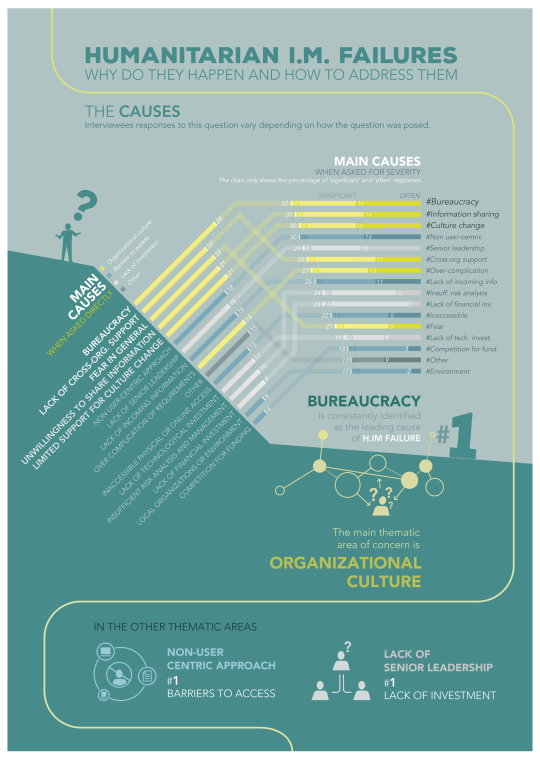 HUMANITARIAN I.M. FAILURES
WHY DO THEY HAPPEN AND HOW TO ADDRESS THEM
THE CAUSES
Interviewees responses to this question vary depending on how the question was posed.
MAIN CAUSES
WHEN ASKED FOR SEVERITY
The chart only shows the percentage of 'significant' and 'often' responses
SIGNIFICANT OFTEN
#Bureaucracy
#Information sharing
#Culture change
#Non user-centric
#Senior leadership
#Cross-org support
#Over-complication
#Lack of incoming info
#Insuff. risk analysis
#Lack of financial inv.
#Inaccessible
#Fear
#Lack of tech. invest.
#Competition for fund.
#Other
#Environment
?
Organizational culture
Barriers to access
Lack of investment
Other
MAIN
CAUSES
WHEN ASKED DIRECTLY
BUREAUCRACY
LACK OF CROSS-ORG. SUPPORT
FEAR IN GENERAL
UNWILLINGNESS TO SHARE INFORMATION
LIMITED SUPPORT FOR CULTURE CHANGE
NON USER-CENTRIC APPROACH
LACK OF SENIOR LEADERSHIP
LACK OF INCOMING INFORMATION
OVER COMPLICATION OF REQUIREMENTS
OTHER
INACCESSIBLE PHYSICAL OR ONLINE ACCESS
LACK OF TECHNOLOGICAL INVESTMENT
INSUFFICIENT RISK ANALYSIS AND MANAGEMENT
LACK OF FINANCIAL INVESTMENT
LOCAL ORGANIZATIONS OR ENVIRONMENT
COMPETITION FOR FUNDING
BUREAUCRACY
is consistently identified
as the leading cause
of H.IM FAILURE
#1
? ? ?
The main thematic
area of concern is
ORGANIZATIONAL
CULTURE
IN THE OTHER THEMATIC AREAS
NON-USER
CENTRIC APPROACH
#1
BARRIERS TO ACCESS
?
LACK OF
SENIOR LEADERSHIP
#1
LACK OF INVESTMENT